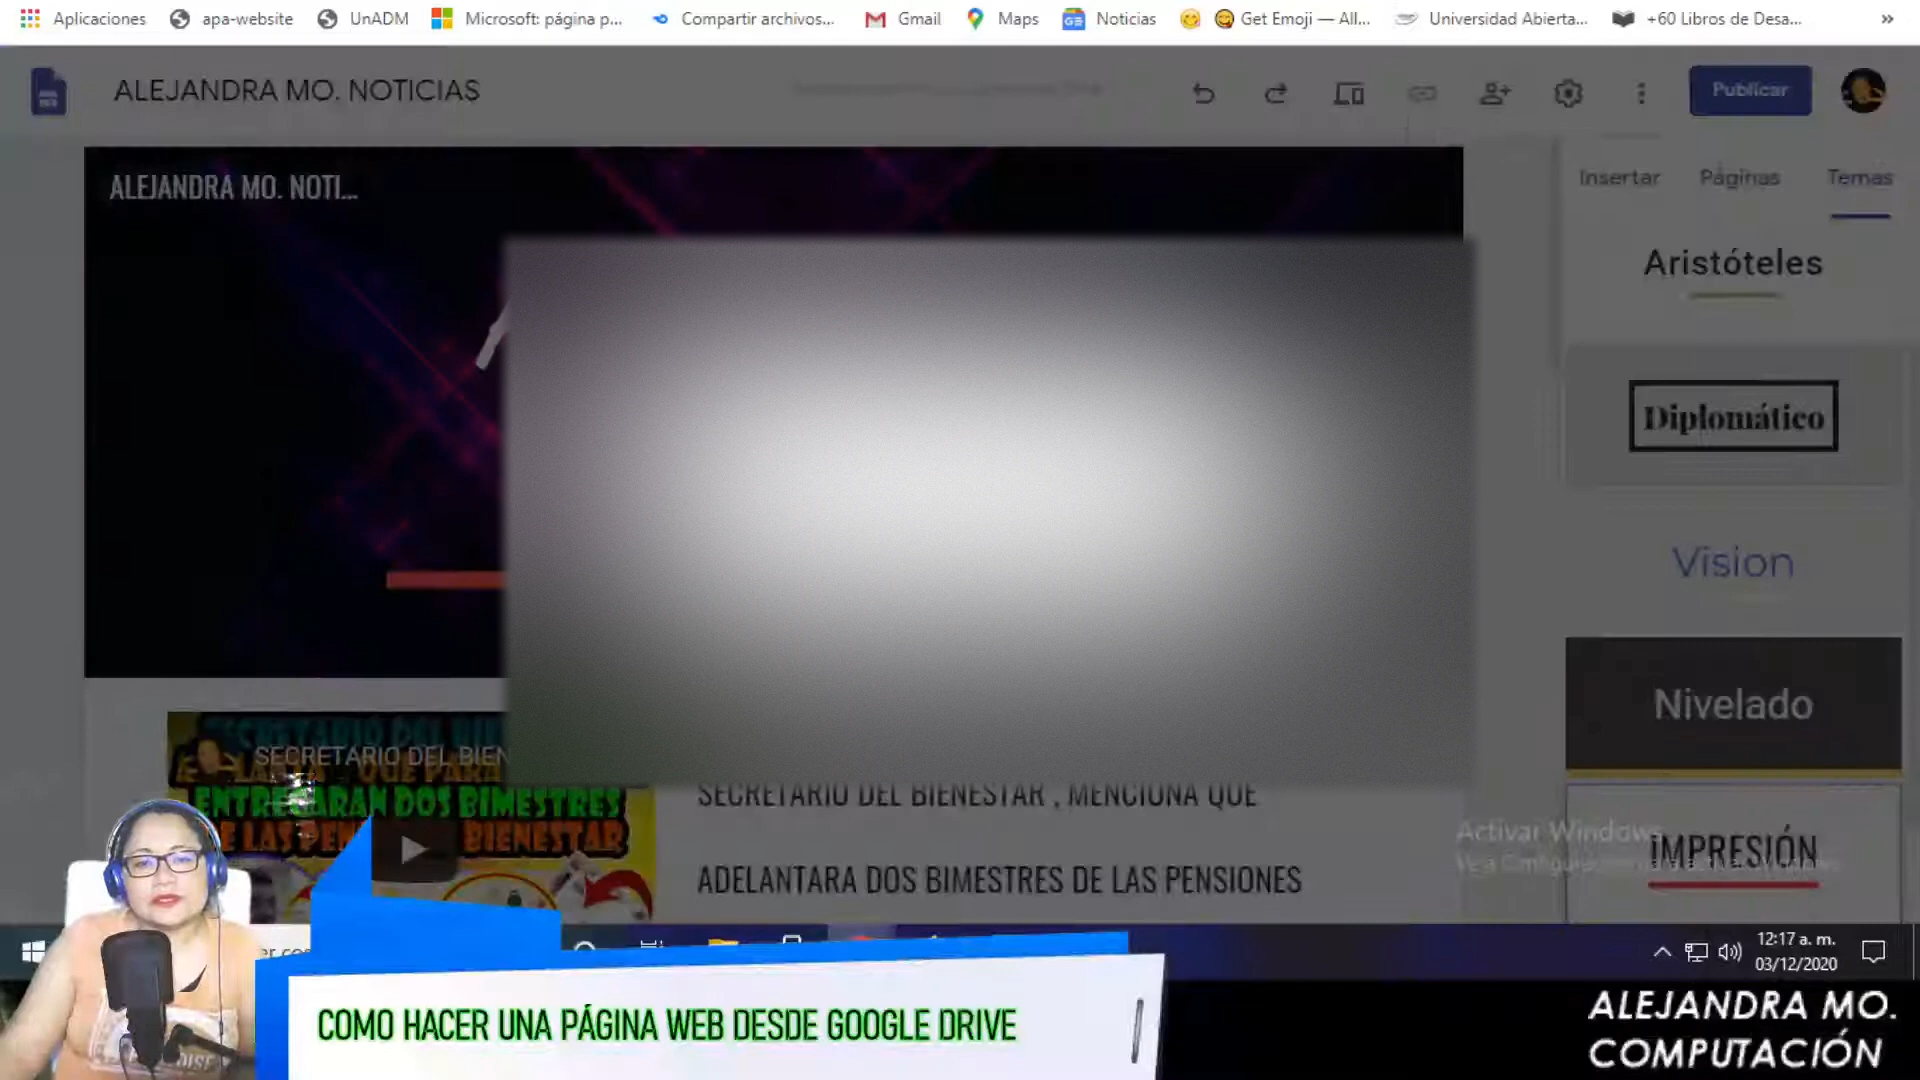 Aplicaciones
apa-website
UnADM
Microsoft: página p...
Compartir archivos...
Gmail
Maps
Noticias
Get Emoji — All...
Universidad Abierta...
+60 Libros de Desa...
»
ALEJANDRA MO. NOTICIAS
Publicar
ALEJANDRA MO. NOTI...
Insertar
Páginas
Temas
Aristóteles
Diplomático
Vision
Nivelado
iMPRESIÓN
SECRETARIO DEL BIEN
ENTREGARAN DOS BIMESTRES
BIENESTAR
SECRETARIO DEL BIENESTAR , MENCIONA QUE
ADELANTARA DOS BIMESTRES DE LAS PENSIONES
Activar Windows
12:17 a. m.
03/12/2020
COMO HACER UNA PÁGINA WEB DESDE GOOGLE DRIVE
ALEJANDRA MO.
COMPUTACIÓN